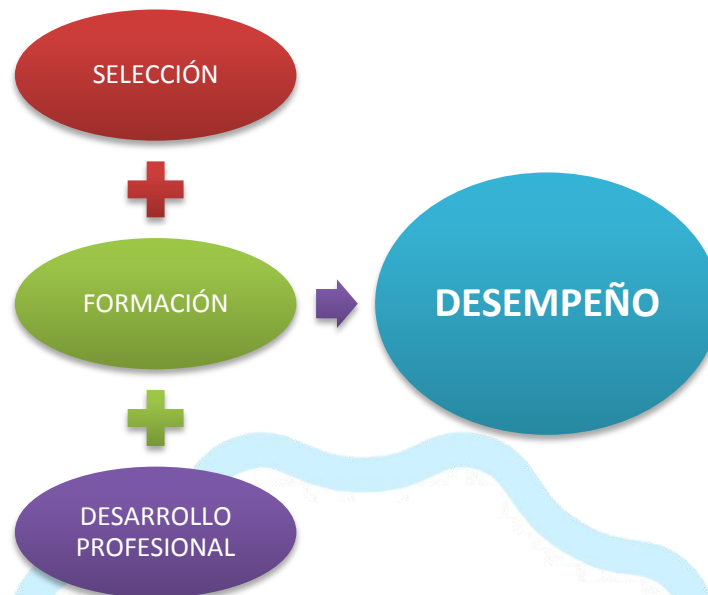 SELECCIÓN
FORMACIÓN
DESARROLLO
PROFESIONAL
DESEMPEÑO